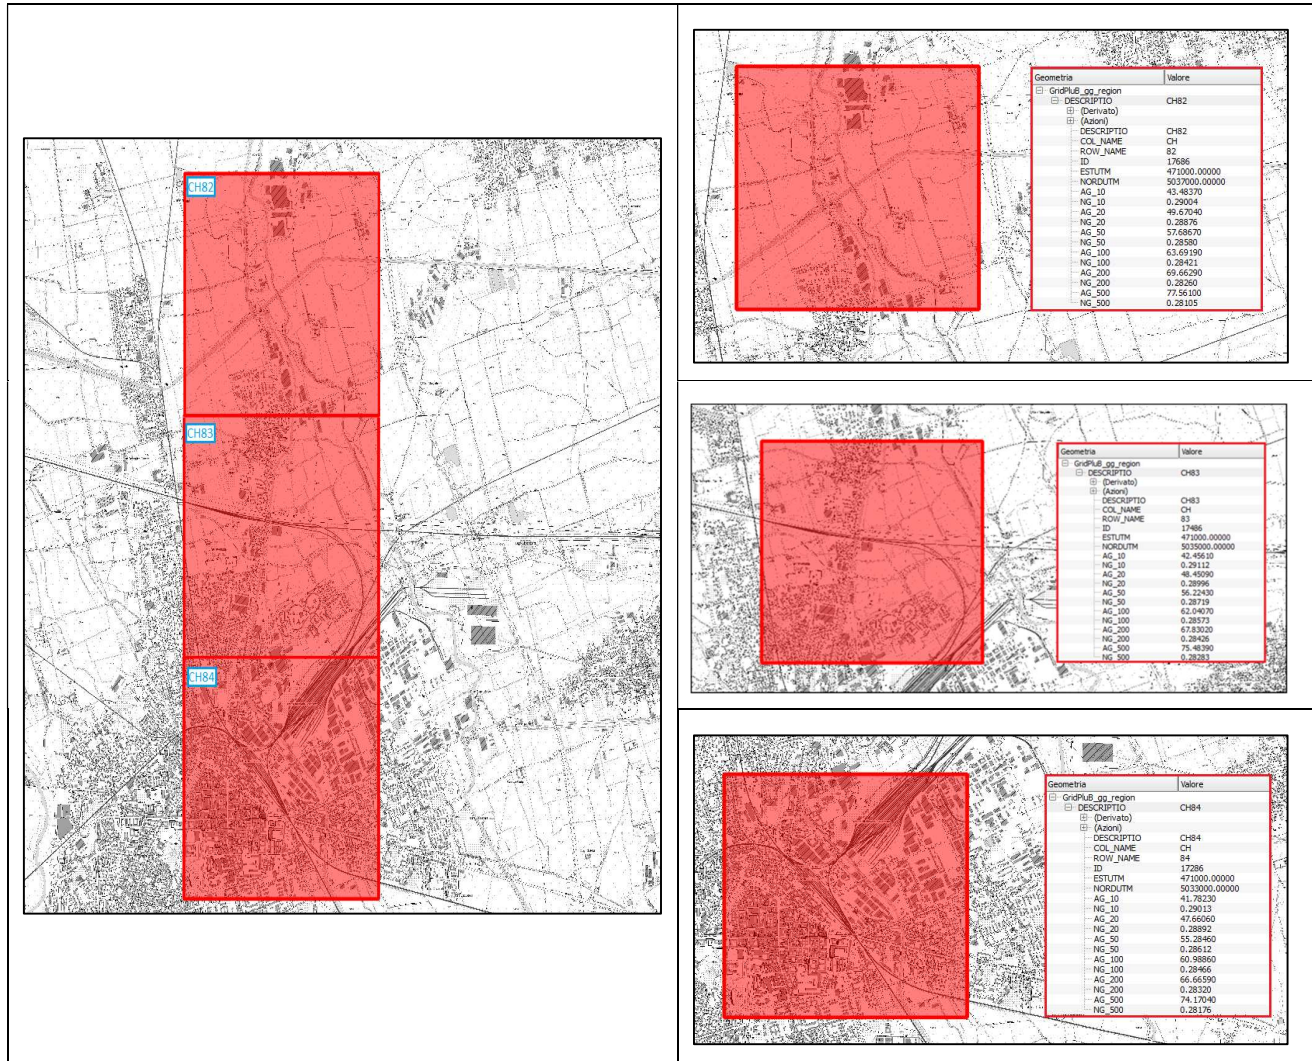 CH82
CH83
CH84
Geometria Valore
GridPluB_gg_region
DESCRIPTIO CH82
(Derivato)
(Azioni)
DESCRIPTIO CH82
COL_NAME CH
ROW_NAME 82
ID 17686
ESTUTM 471000.00000
NORDUTM 5037000.00000
AG_10 43.48370
NG_10 0.29004
AG_20 49.67040
NG_20 0.28876
AG_50 57.68670
NG_50 0.28580
AG_100 63.69190
NG_100 0.28421
AG_200 69.66290
NG_200 0.28260
AG_500 77.56100
NG_500 0.28105
Geometria Valore
GridPluB_gg_region
DESCRIPTIO CH83
(Derivato)
(Azioni)
DESCRIPTIO CH83
COL_NAME CH
ROW_NAME 83
ID 17486
ESTUTM 471000.00000
NORDUTM 5035000.00000
AG_10 42.45610
NG_10 0.29112
AG_20 48.45090
NG_20 0.28996
AG_50 56.22430
NG_50 0.28719
AG_100 62.04070
NG_100 0.28573
AG_200 67.83020
NG_200 0.28426
AG_500 75.48390
NG_500 0.28283
Geometria Valore
GridPluB_gg_region
DESCRIPTIO CH84
(Derivato)
(Azioni)
DESCRIPTIO CH84
COL_NAME CH
ROW_NAME 84
ID 17286
ESTUTM 471000.00000
NORDUTM 5033000.00000
AG_10 41.78230
NG_10 0.29013
AG_20 47.66060
NG_20 0.28892
AG_50 55.28460
NG_50 0.28612
AG_100 60.98860
NG_100 0.28466
AG_200 66.66590
NG_200 0.28320
AG_500 74.17040
NG_500 0.28176